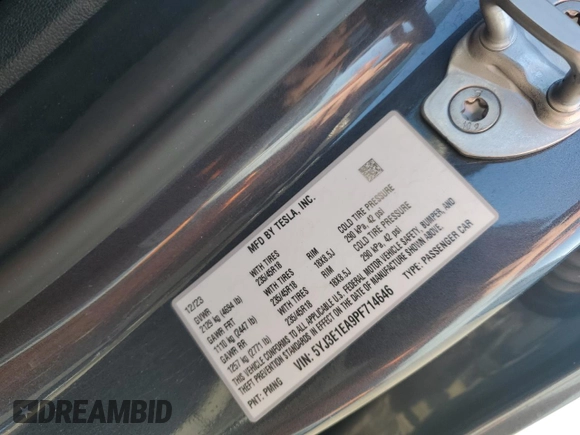 MFD BY TESLA, INC.
12/23
GVWR
2129 kg (4694 lb)
GAWR FRT WITH TIRES RIM COLD TIRE PRESSURE
1110 kg (2447 lb) 235/45R18 18X8.5J 290 kPa, 42 psi
GAWR RR WITH TIRES RIM COLD TIRE PRESSURE
1257 kg (2771 lb) 235/45R18 18X8.5J 290 kPa, 42 psi
THIS VEHICLE CONFORMS TO ALL APPLICABLE U.S. FEDERAL MOTOR VEHICLE SAFETY, BUMPER, AND
THEFT PREVENTION STANDARDS IN EFFECT ON THE DATE OF MANUFACTURE SHOWN ABOVE.
VIN: 5YJ3E1EA9PF714646 TYPE: PASSENGER CAR
PNT: PMNG
DREAMBID